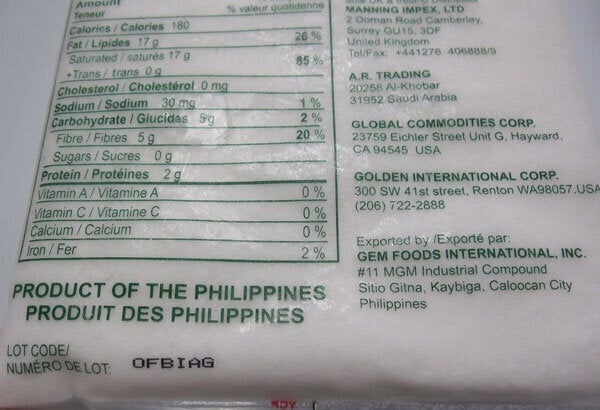 Amount
Teneur
% valeur quotidienne
Calories / Calories 180
Fat / Lipides 17 g 26 %
Saturated / saturés 17 g 85 %
+Trans / trans 0 g
Cholesterol / Cholestérol 0 mg
Sodium / Sodium 30 mg 1 %
Carbohydrate / Glucides 5g 2 %
Fibre / Fibres 5 g 20 %
Sugars / Sucres 0 g
Protein / Protéines 2 g
Vitamin A / Vitamine A 0 %
Vitamin C / Vitamine C 0 %
Calcium / Calcium 0 %
Iron / Fer 2 %
PRODUCT OF THE PHILIPPINES
PRODUIT DES PHILIPPINES
LOT CODE/
NUMÉRO DE LOT: OFBIAG
MANNING IMPEX, LTD
2 Doman Road Camberley,
Surrey GU15, 3DF
United Kingdom
Tel/Fax: +441276 406888/9
A.R. TRADING
20258 Al-Khobar
31952 Saudi Arabia
GLOBAL COMMODITIES CORP.
23759 Eichler Street Unit G, Hayward,
CA 94545 USA
GOLDEN INTERNATIONAL CORP.
300 SW 41st street, Renton WA98057,USA
(206) 722-2888
Exported by /Exporté par:
GEM FOODS INTERNATIONAL, INC.
#11 MGM Industrial Compound
Sitio Gitna, Kaybiga, Caloocan City
Philippines